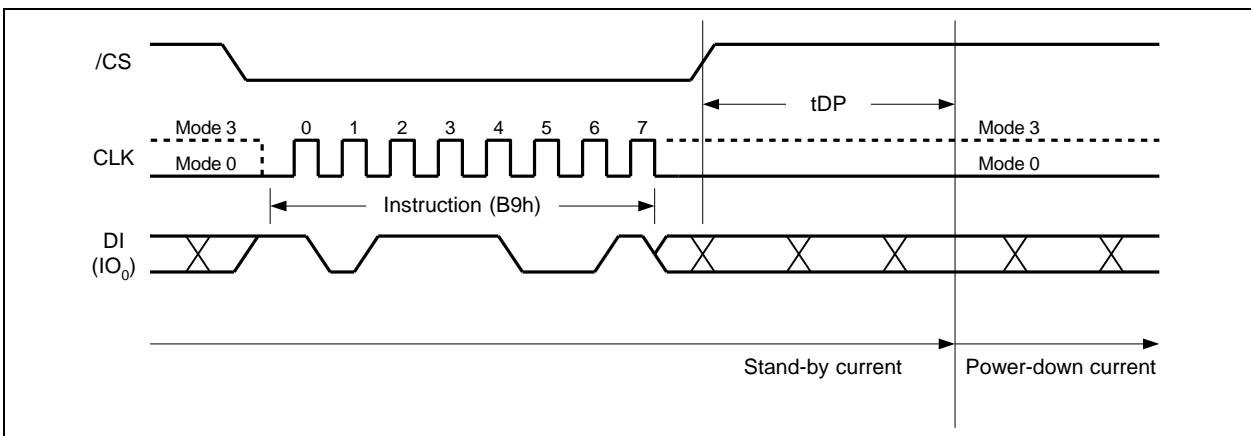 /CS
tDP
Mode 3
0 1 2 3 4 5 6 7
Mode 3
CLK
Mode 0
Mode 0
Instruction (B9h)
DI
(IO0)
Stand-by current
Power-down current